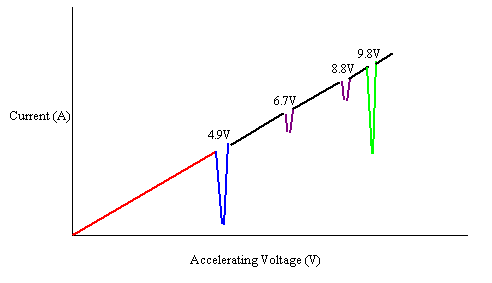 9.8V
8.8V
6.7V
4.9V
Current (A)
Accelerating Voltage (V)